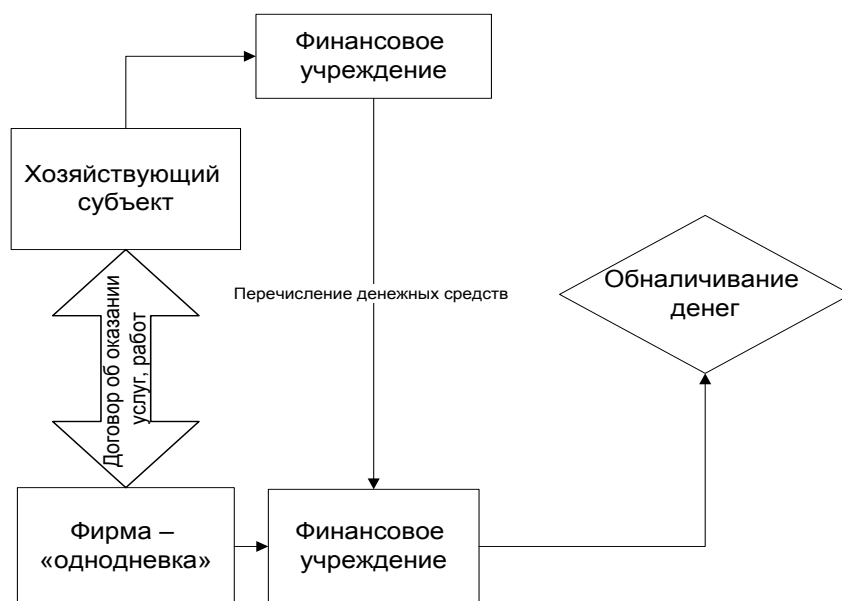 Финансовое
учреждение
Хозяйствующий
субъект
Перечисление денежных средств
Обналичивание
денег
Договор об оказании
услуг, работ
Фирма –
«однодневка»
Финансовое
учреждение